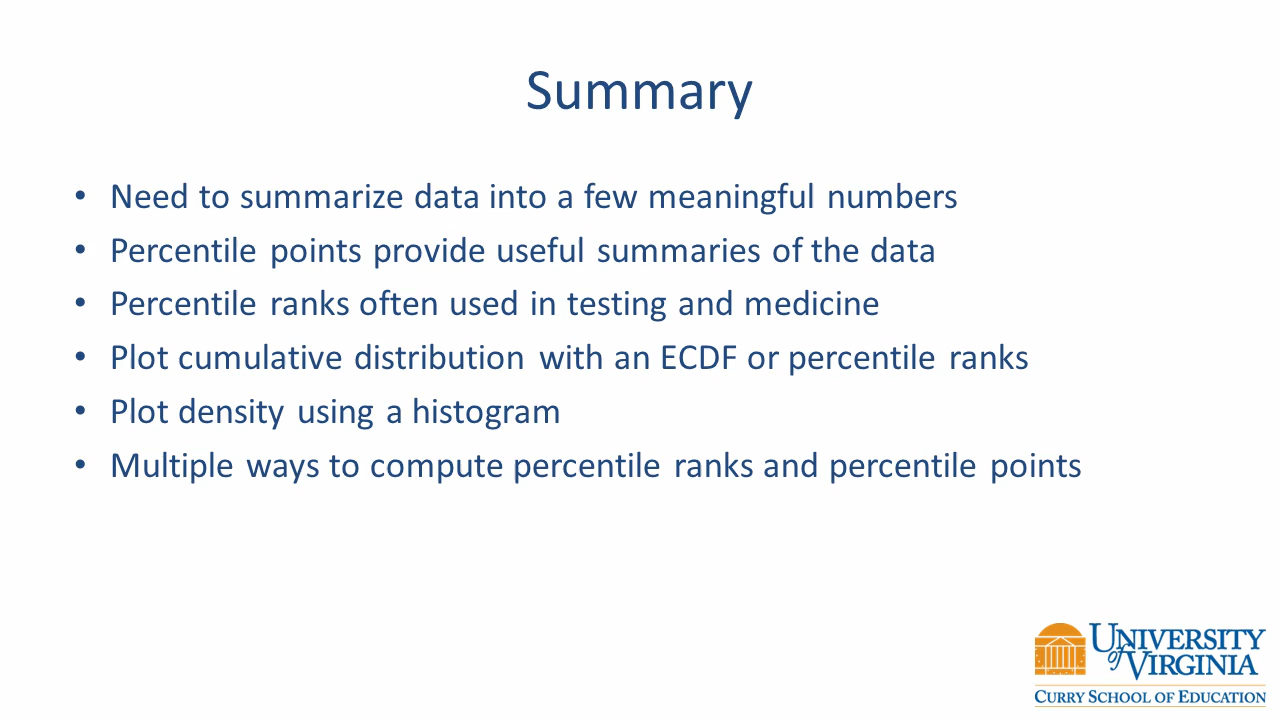 Summary
• Need to summarize data into a few meaningful numbers
• Percentile points provide useful summaries of the data
• Percentile ranks often used in testing and medicine
• Plot cumulative distribution with an ECDF or percentile ranks
• Plot density using a histogram
• Multiple ways to compute percentile ranks and percentile points
UNIVERSITY
of VIRGINIA
CURRY SCHOOL OF EDUCATION